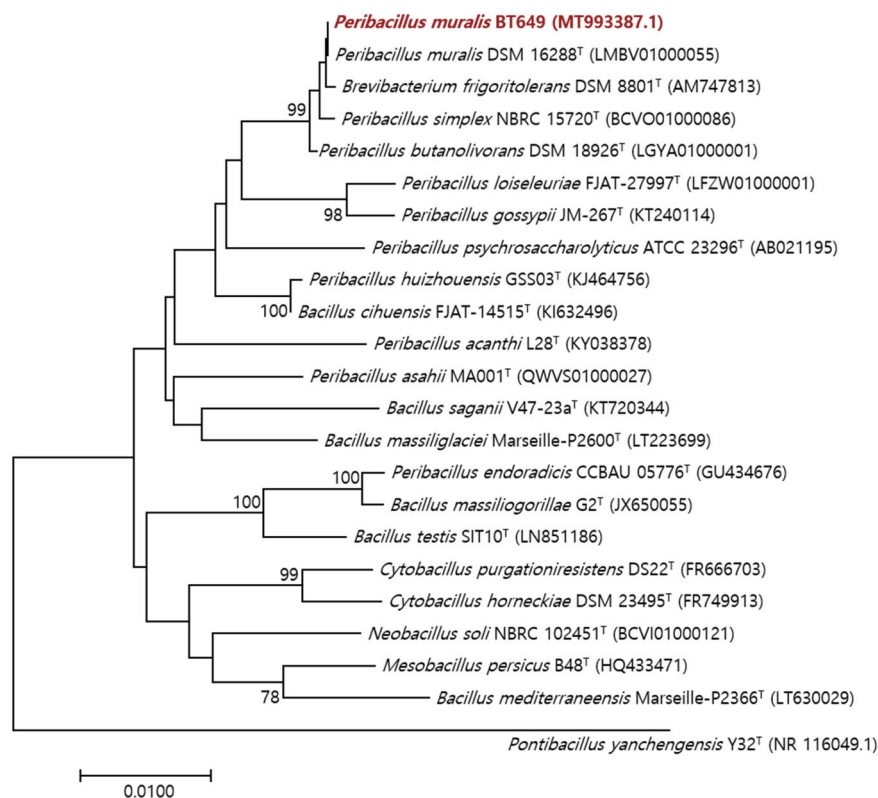 Peribacillus muralis BT649 (MT993387.1)
Peribacillus muralis DSM 16288ᵀ (LMBV01000055)
Brevibacterium frigoritolerans DSM 8801ᵀ (AM747813)
99
Peribacillus simplex NBRC 15720ᵀ (BCVO01000086)
Peribacillus butanolivorans DSM 18926ᵀ (LGYA01000001)
Peribacillus loiseleuriae FJAT-27997ᵀ (LFZW01000001)
98 Peribacillus gossypii JM-267ᵀ (KT240114)
Peribacillus psychrosaccharolyticus ATCC 23296ᵀ (AB021195)
Peribacillus huizhouensis GSS03ᵀ (KJ464756)
100 Bacillus cihuensis FJAT-14515ᵀ (KI632496)
Peribacillus acanthi L28ᵀ (KY038378)
Peribacillus asahii MA001ᵀ (QWVS01000027)
Bacillus saganii V47-23aᵀ (KT720344)
Bacillus massiliglaciei Marseille-P2600ᵀ (LT223699)
100 Peribacillus endoradicis CCBAU 05776ᵀ (GU434676)
100 Bacillus massiliogorillae G2ᵀ (JX650055)
Bacillus testis SIT10ᵀ (LN851186)
99 Cytobacillus purgationiresistens DS22ᵀ (FR666703)
Cytobacillus horneckiae DSM 23495ᵀ (FR749913)
Neobacillus soli NBRC 102451ᵀ (BCVI01000121)
Mesobacillus persicus B48ᵀ (HQ433471)
78 Bacillus mediterraneensis Marseille-P2366ᵀ (LT630029)
Pontibacillus yanchengensis Y32ᵀ (NR 116049.1)
0.0100